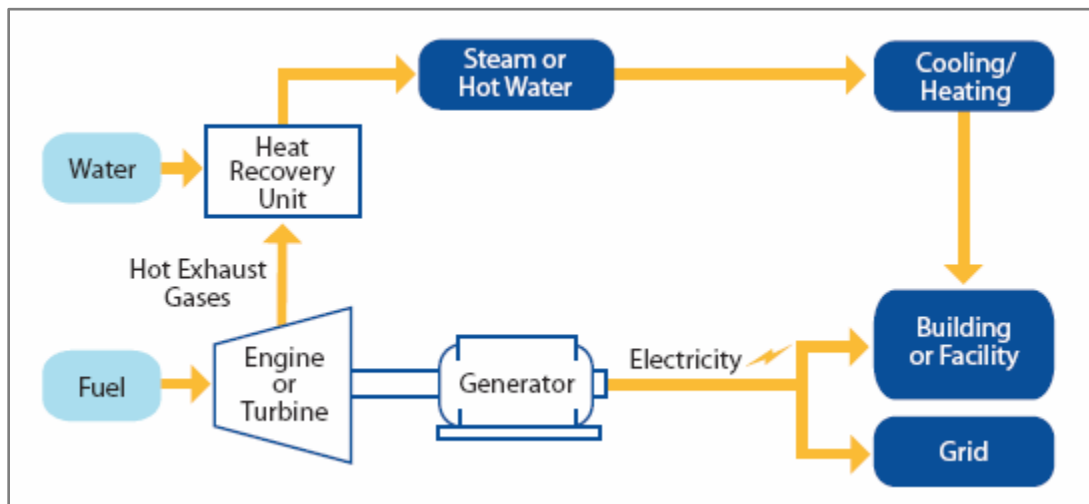 Steam or
Hot Water
Cooling/
Heating
Water
Heat
Recovery
Unit
Hot Exhaust
Gases
Fuel
Engine
or
Turbine
Generator
Electricity
Building
or Facility
Grid